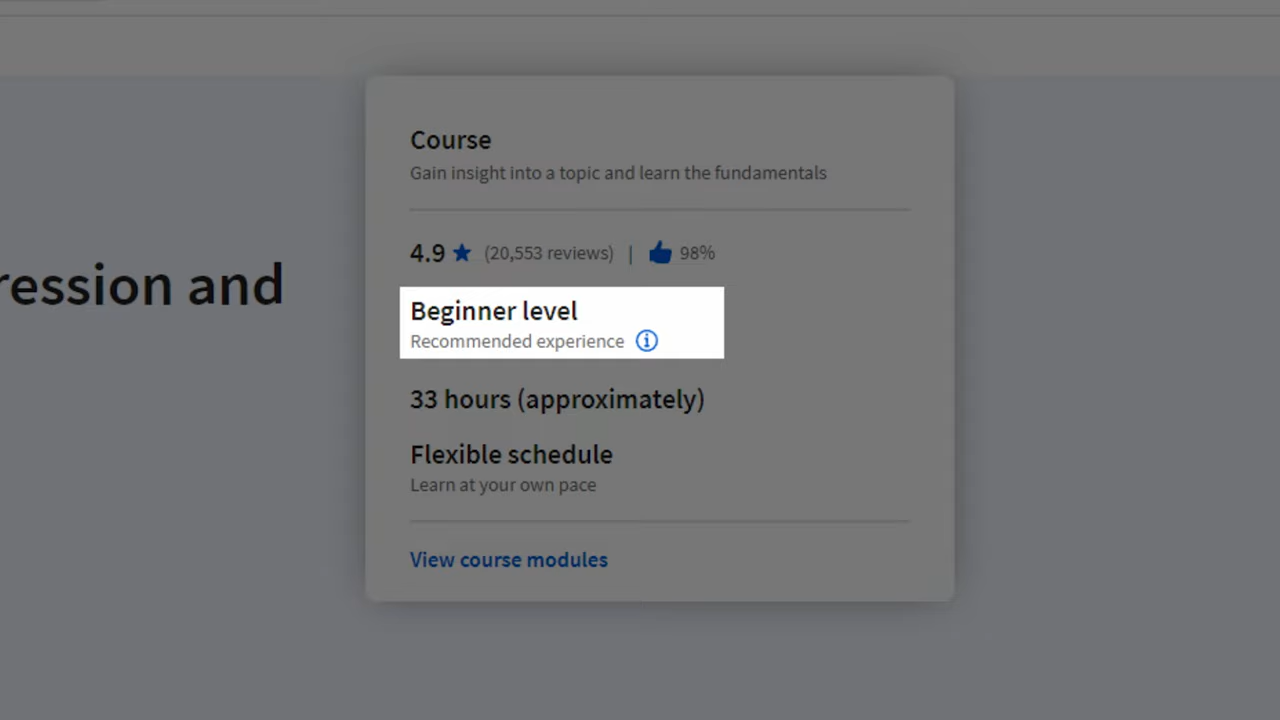 Course
Gain insight into a topic and learn the fundamentals
4.9 ★ (20,553 reviews) | 98%
ression and
Beginner level
Recommended experience
33 hours (approximately)
Flexible schedule
Learn at your own pace
View course modules